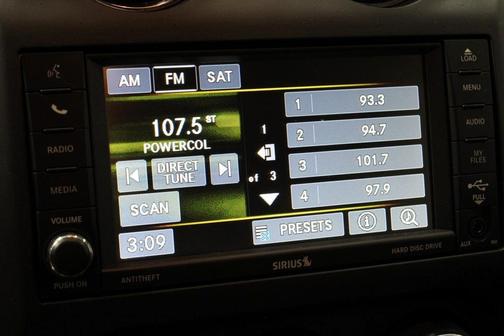 AM FM SAT
107.5 ST
POWERCOL
DIRECT
TUNE
SCAN
3:09
1
of 3
1 93.3
2 94.7
3 101.7
4 97.9
PRESETS
RADIO
MEDIA
VOLUME
PUSH ON
ANTITHEFT
SIRIUS
HARD DISC DRIVE
LOAD
MENU
AUDIO
MY
FILES
PULL
AUX